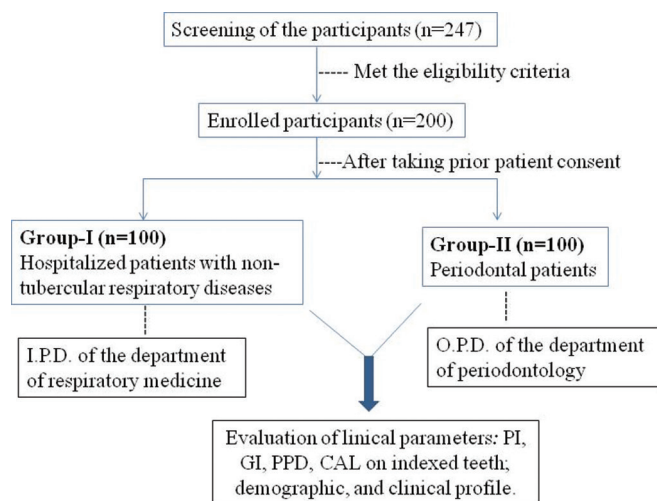 Screening of the participants (n=247)
----- Met the eligibility criteria
Enrolled participants (n=200)
----After taking prior patient consent
Group-I (n=100)
Hospitalized patients with non-
tubercular respiratory diseases
Group-II (n=100)
Periodontal patients
I.P.D. of the department
of respiratory medicine
O.P.D. of the department
of periodontology
Evaluation of linical parameters: PI,
GI, PPD, CAL on indexed teeth;
demographic, and clinical profile.